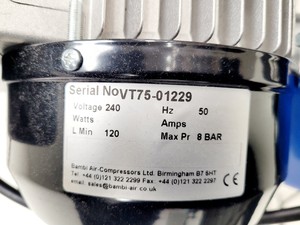 Serial NoVT75-01229
Voltage 240 Hz 50
Watts Amps
L Min 120 Max Pr 8 BAR
Bambi Air-Compressors Ltd. Birmingham B7 5HT
Tel. +44 (0)121 322 2299 Fax. +44 (0)121 322 2297
email. sales@bambi-air.co.uk